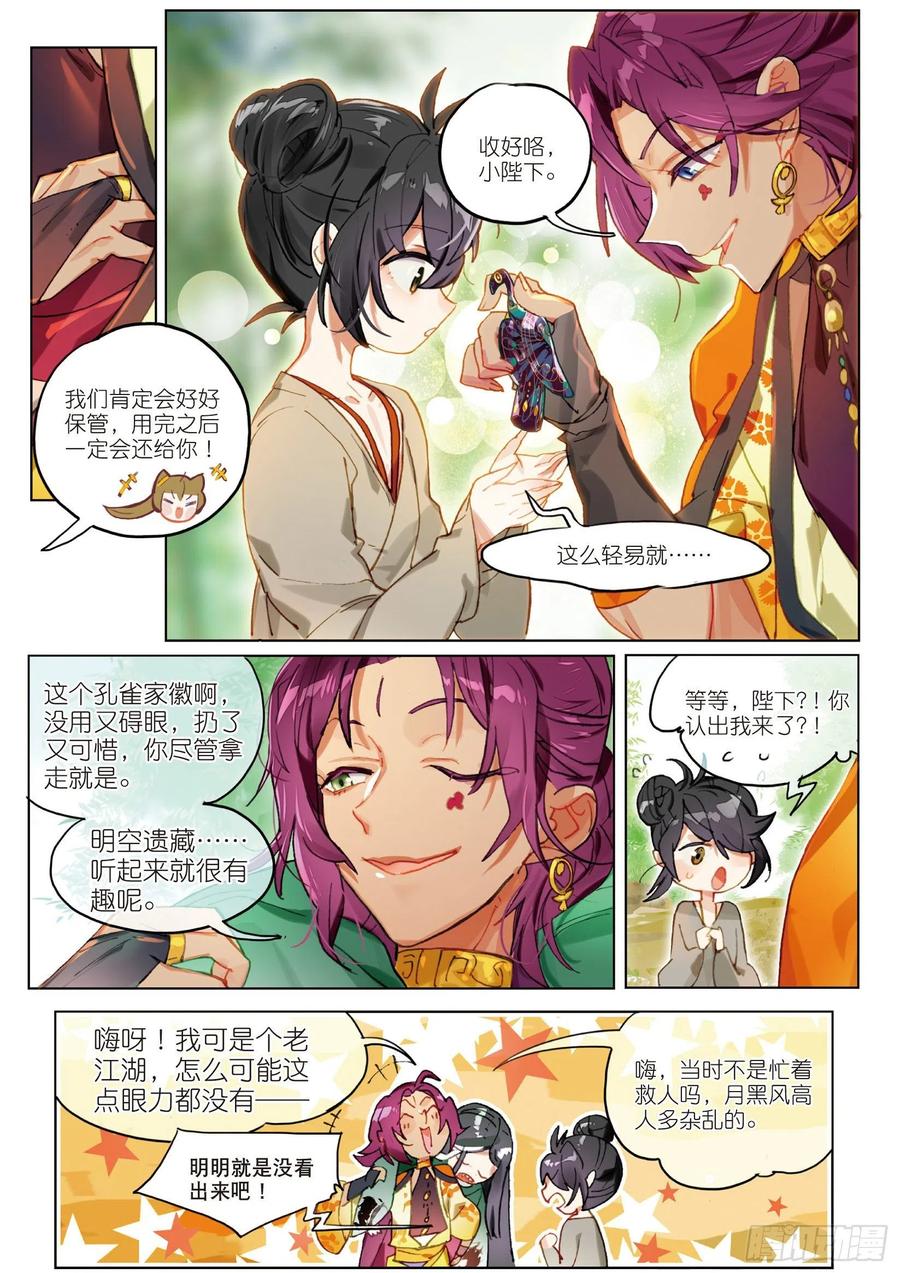 收好咯，
小陛下。
我们肯定会好好
保管，用完之后
一定会还给你！
这么轻易就……
这个孔雀家徽啊，
没用又碍眼，扔了
又可惜，你尽管拿
走就是。
明空遗藏……
听起来就很有
趣呢。
等等，陛下？！你
认出我来了？！
嗨呀！我可是个老
江湖，怎么可能这
点眼力都没有——
明明就是没看
出来吧！
嗨，当时不是忙着
救人吗，月黑风高
人多杂乱的。
腾讯动漫